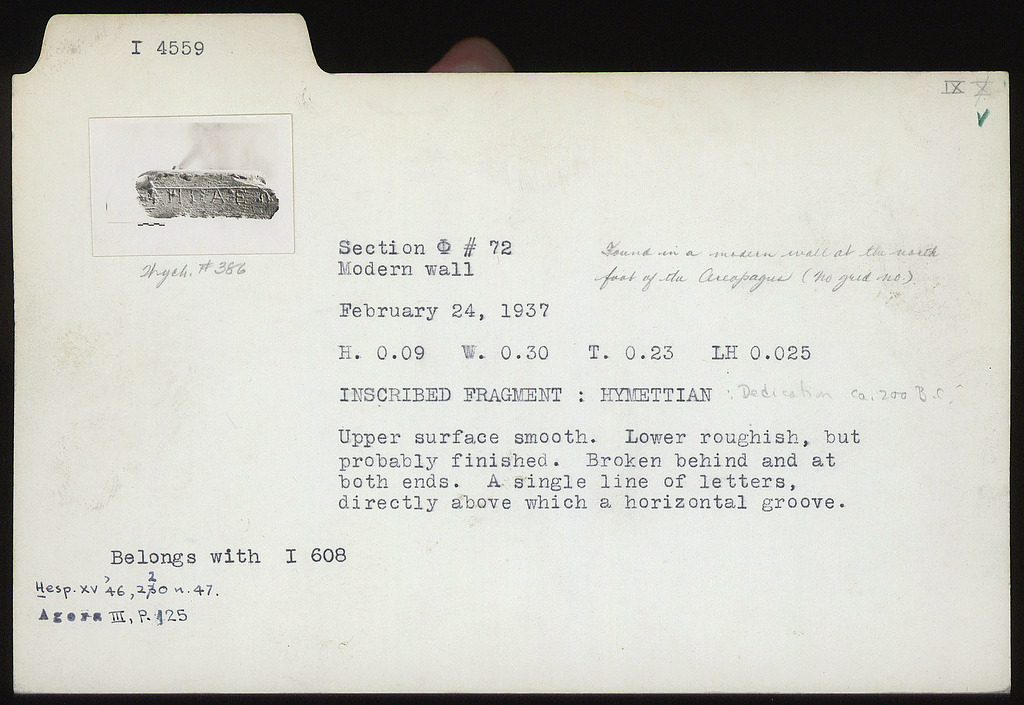 I 4559
IX X
Wych. # 386
Section Φ # 72
Modern wall
Found in a modern wall at the north
foot of the Areopagus (no grid no.)
February 24, 1937
H. 0.09 W. 0.30 T. 0.23 LH 0.025
INSCRIBED FRAGMENT : HYMETTIAN : Dedication ca. 200 B.C.
Upper surface smooth. Lower roughish, but
probably finished. Broken behind and at
both ends. A single line of letters,
directly above which a horizontal groove.
Belongs with I 608
Hesp. XV '46, 220 n. 47.
Agora III, P. 125